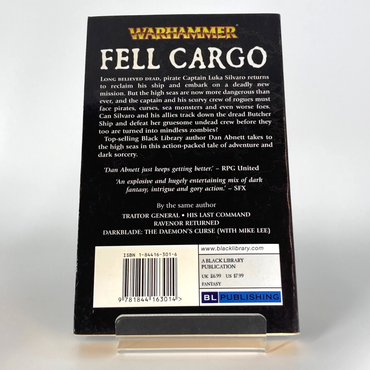 WARHAMMER
FELL CARGO
LONG BELIEVED DEAD, pirate Captain Luka Silvaro returns
to reclaim his ship and embark on a deadly new
mission. But the high seas are now more dangerous than
ever, and the captain and his scurvy crew of rogues must
face pirates, curses, sea monsters and even worse foes.
Can Silvaro and his allies track down the dread Butcher
Ship and defeat her gruesome undead crew before they
too are turned into mindless zombies?
Top-selling Black Library author Dan Abnett takes to
the high seas in this action-packed tale of adventure and
dark sorcery.
'Dan Abnett just keeps getting better.' – RPG United
'An explosive and hugely entertaining mix of dark
fantasy, intrigue and gory action.' – SFX
By the same author
TRAITOR GENERAL • HIS LAST COMMAND
RAVENOR RETURNED
DARKBLADE: THE DAEMON'S CURSE (WITH MIKE LEE)
ISBN 1-84416-301-6
9 781844 163014
www.blacklibrary.com
A BLACK LIBRARY
PUBLICATION
UK £6.99 US $7.99
FANTASY
BL PUBLISHING